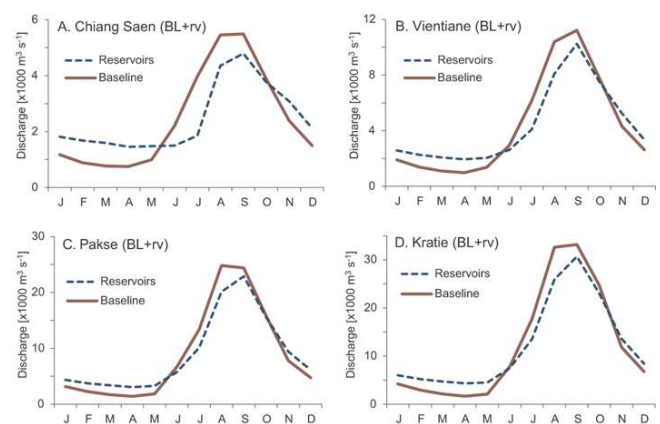 A. Chiang Saen (BL+rv)
Discharge [x1000 m³ s⁻¹]
6
4
2
0
Reservoirs
Baseline
J F M A M J J A S O N D
B. Vientiane (BL+rv)
Discharge [x1000 m³ s⁻¹]
12
8
4
0
Reservoirs
Baseline
J F M A M J J A S O N D
C. Pakse (BL+rv)
Discharge [x1000 m³ s⁻¹]
30
20
10
0
Reservoirs
Baseline
J F M A M J J A S O N D
D. Kratie (BL+rv)
Discharge [x1000 m³ s⁻¹]
30
20
10
0
Reservoirs
Baseline
J F M A M J J A S O N D